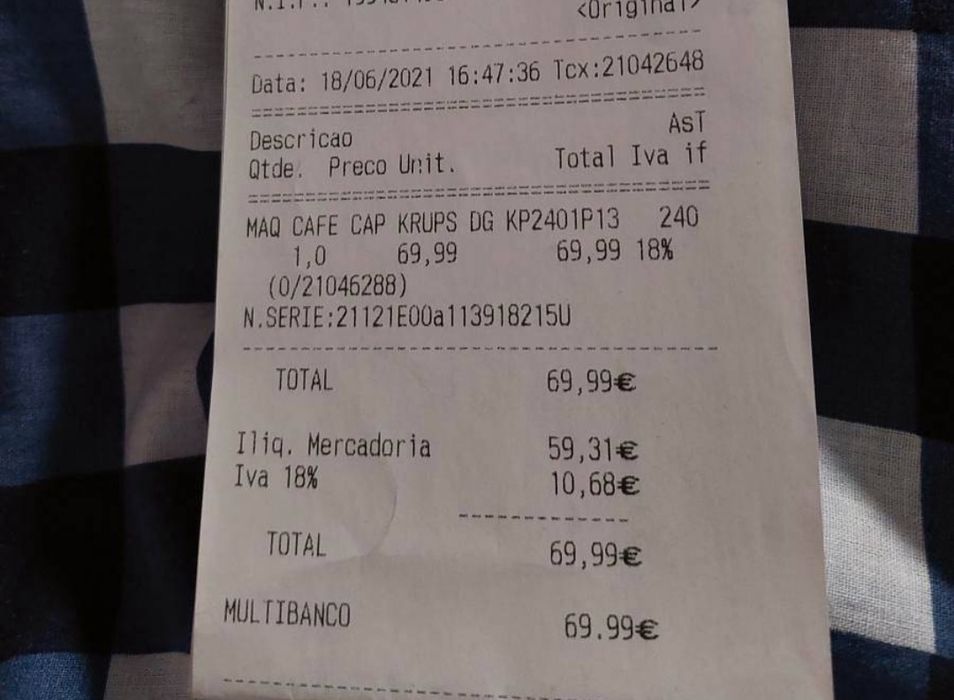 <Original>
Data: 18/06/2021 16:47:36 Tcx:21042648
Descricao AsT
Qtde. Preco Unit. Total Iva if
MAQ CAFE CAP KRUPS DG KP2401P13 240
1,0 69,99 69,99 18%
(0/21046288)
N.SERIE:21121E00a113918215U
TOTAL 69,99€
Iliq. Mercadoria 59,31€
Iva 18% 10,68€
TOTAL 69,99€
MULTIBANCO 69.99€